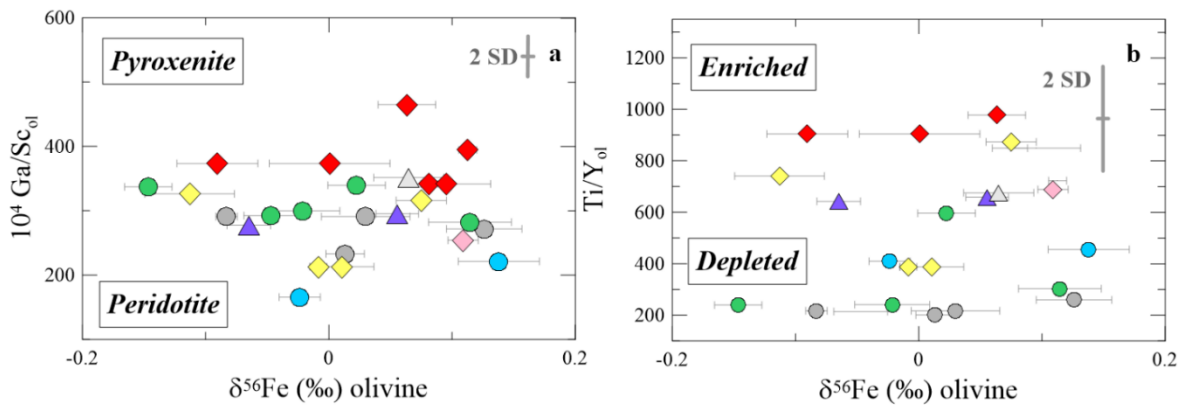 600
400
200
10⁴ Ga/Sc_ol
Pyroxenite
2 SD
a
Peridotite
-0.2
0
0.2
δ⁵⁶Fe (‰) olivine
1200
1000
800
600
400
200
Ti/Y_ol
Enriched
2 SD
b
Depleted
-0.2
0
0.2
δ⁵⁶Fe (‰) olivine